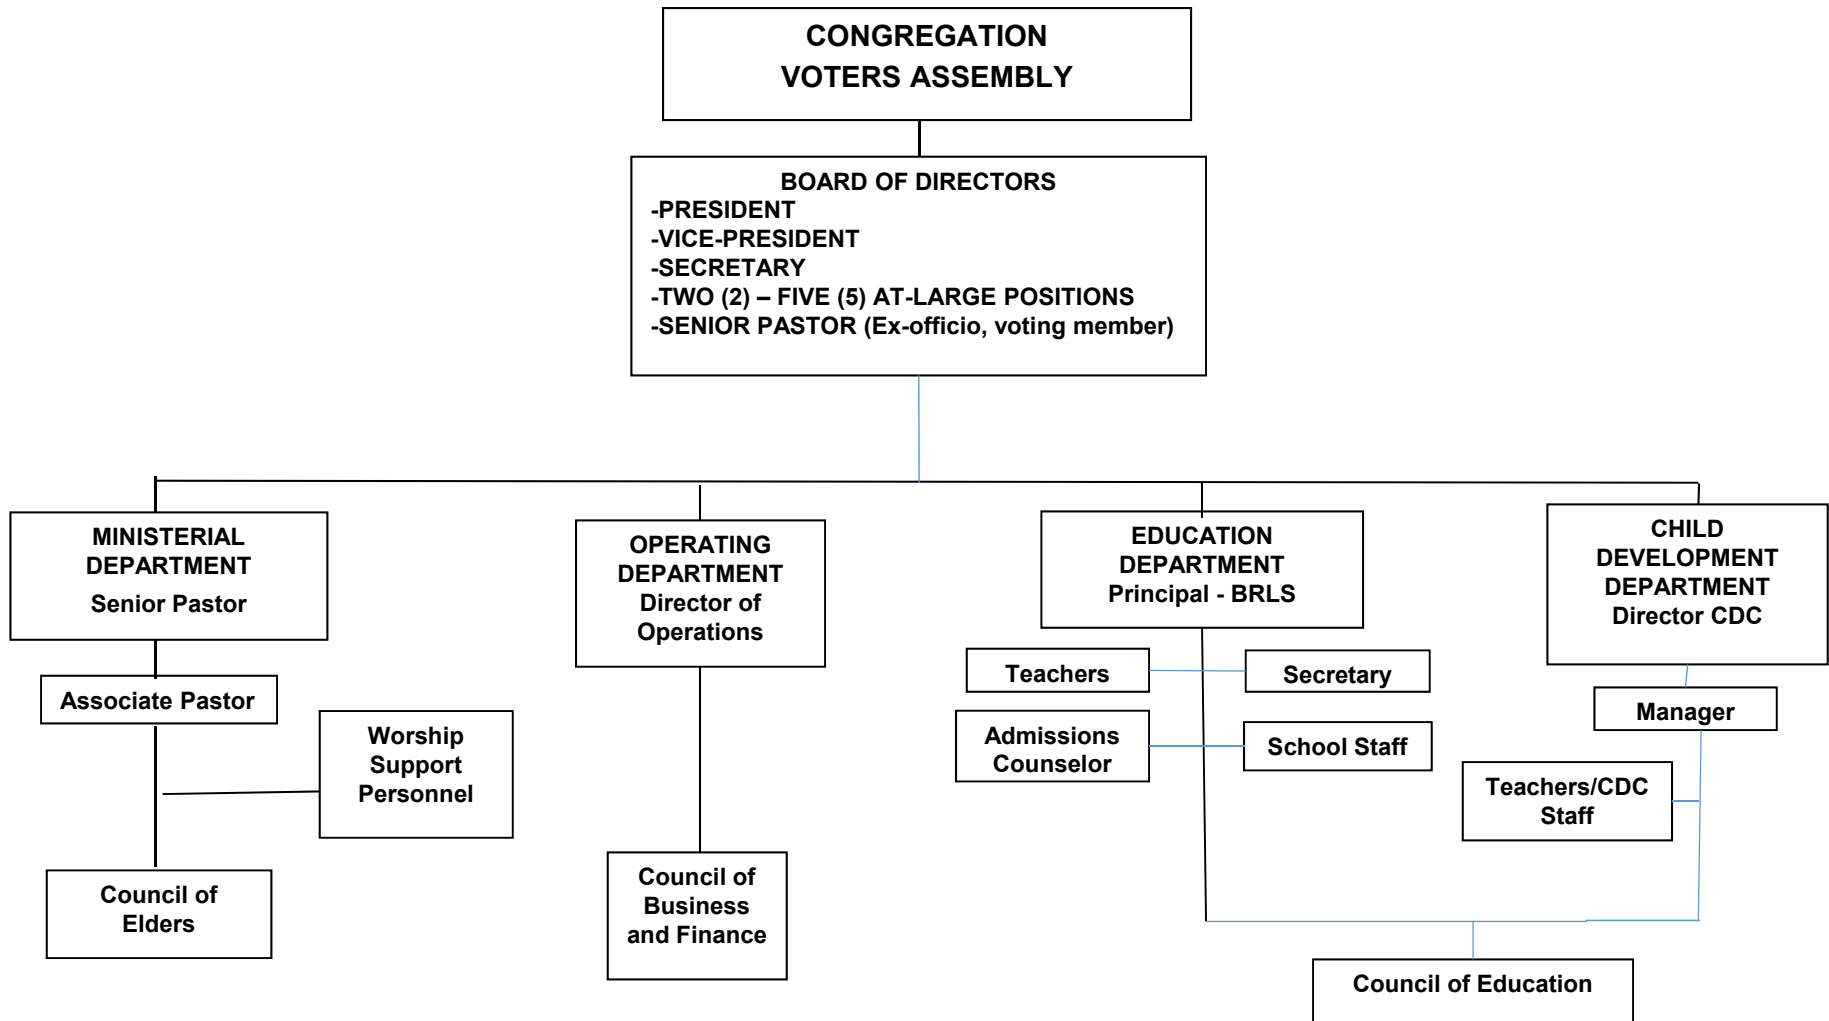 CONGREGATION
VOTERS ASSEMBLY
BOARD OF DIRECTORS
-PRESIDENT
-VICE-PRESIDENT
-SECRETARY
-TWO (2) – FIVE (5) AT-LARGE POSITIONS
-SENIOR PASTOR (Ex-officio, voting member)
MINISTERIAL
DEPARTMENT
Senior Pastor
OPERATING
DEPARTMENT
Director of
Operations
EDUCATION
DEPARTMENT
Principal - BRLS
CHILD
DEVELOPMENT
DEPARTMENT
Director CDC
Associate Pastor
Worship
Support
Personnel
Council of
Elders
Council of
Business
and Finance
Teachers
Secretary
Admissions
Counselor
School Staff
Manager
Teachers/CDC
Staff
Council of Education